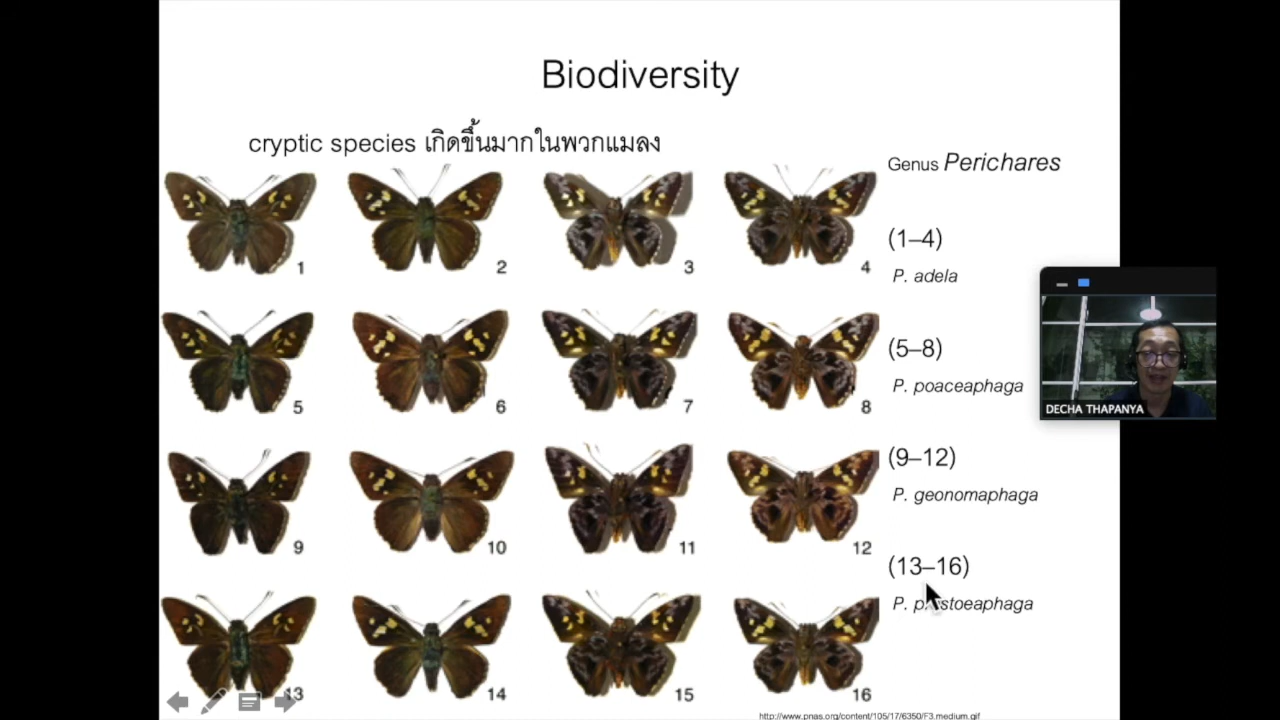 Biodiversity
cryptic species เกิดขึ้นมากในพวกแมลง
Genus Perichares
1
2
3
4
(1–4)
P. adela
5
6
7
8
(5–8)
P. poaceaphaga
DECHA THAPANYA
9
10
11
12
(9–12)
P. geonomaphaga
13
14
15
16
(13–16)
P.
http://www.pnas.org/content/105/17/6350/F3.medium.gif